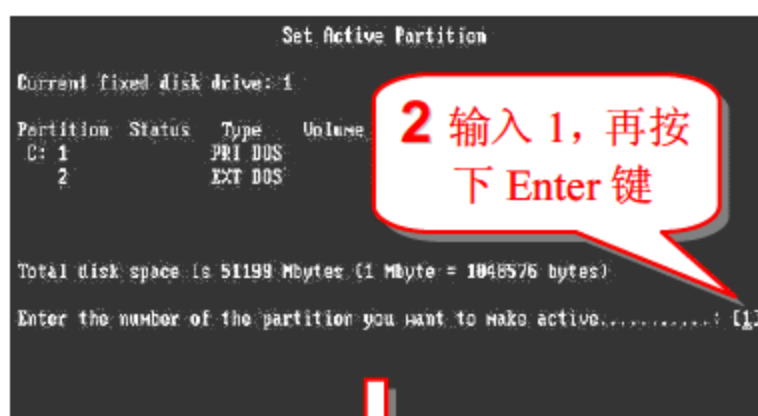 Set Active Partition
Current fixed disk drive: 1
Partition Status Type Volume
C: 1 PRI DOS
2 EXT DOS
2 输入 1，再按
下 Enter 键
Total disk space is 51199 Mbytes (1 Mbyte = 1048576 bytes)
Enter the number of the partition you want to make active...........: [1]